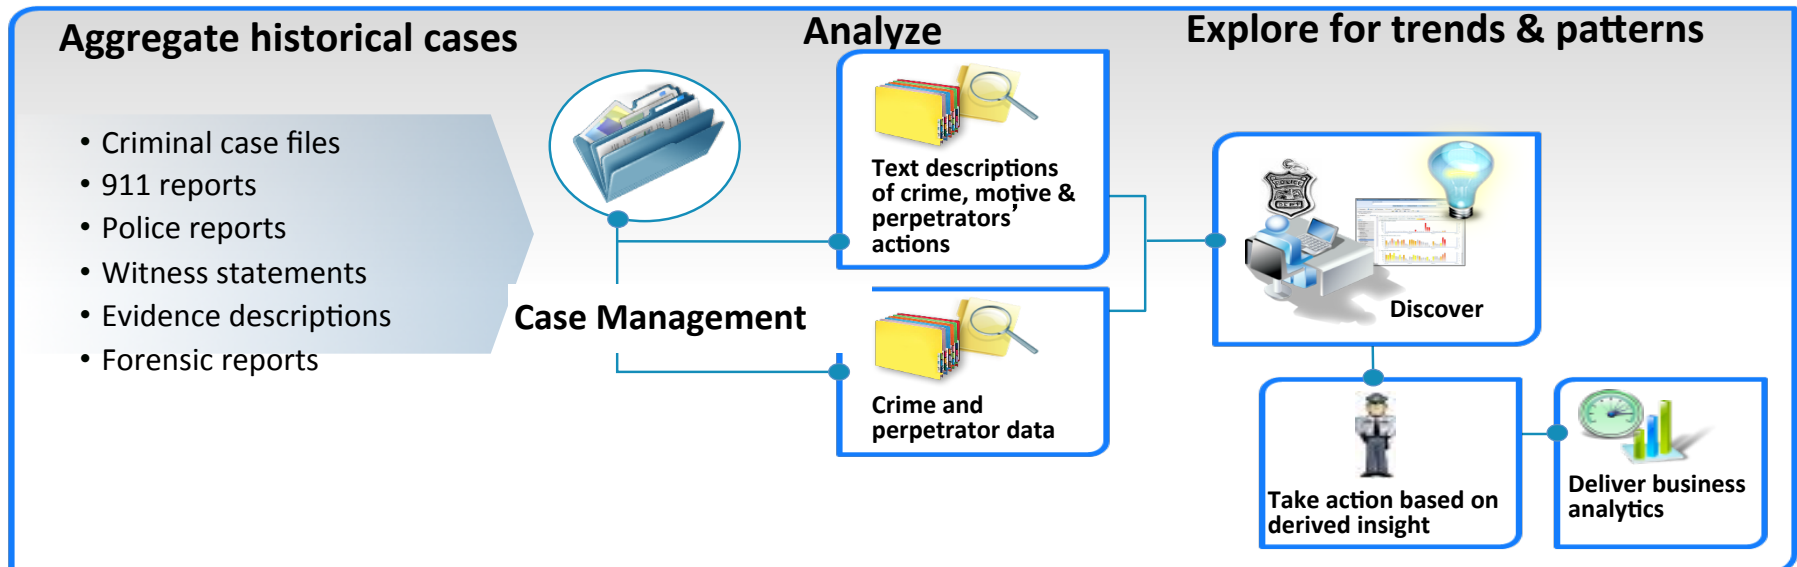 Aggregate historical cases
Analyze
Explore for trends & patterns
• Criminal case files
• 911 reports
• Police reports
• Witness statements
• Evidence descriptions
• Forensic reports
Case Management
Text descriptions
of crime, motive &
perpetrators’
actions
Crime and
perpetrator data
Discover
Take action based on
derived insight
Deliver business
analytics